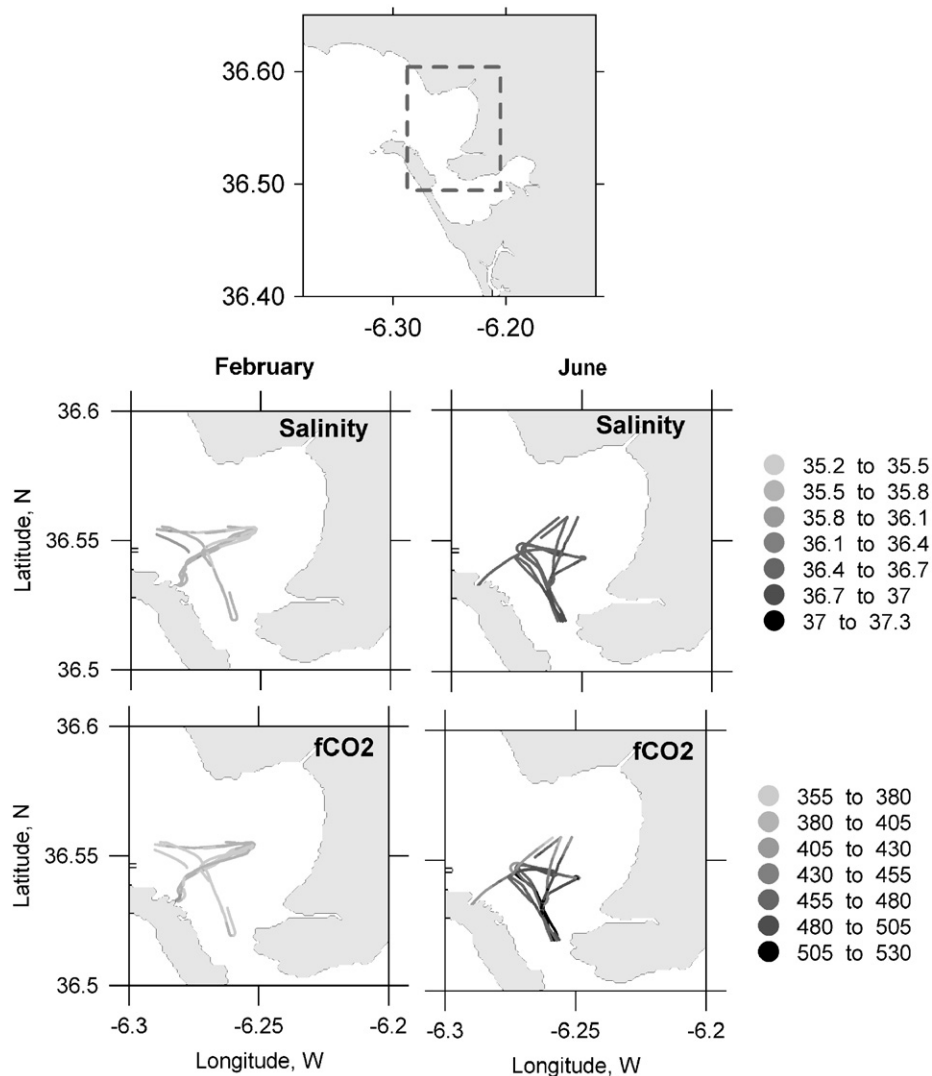 36.60
36.50
36.40
-6.30 -6.20
February June
36.6
Salinity Salinity
Latitude, N
36.55
36.5
Latitude, N
35.2 to 35.5
35.5 to 35.8
35.8 to 36.1
36.1 to 36.4
36.4 to 36.7
36.7 to 37
37 to 37.3
36.6
fCO2 fCO2
Latitude, N
36.55
36.5
Latitude, N
355 to 380
380 to 405
405 to 430
430 to 455
455 to 480
480 to 505
505 to 530
-6.3 -6.25 -6.2 -6.3 -6.25 -6.2
Longitude, W Longitude, W